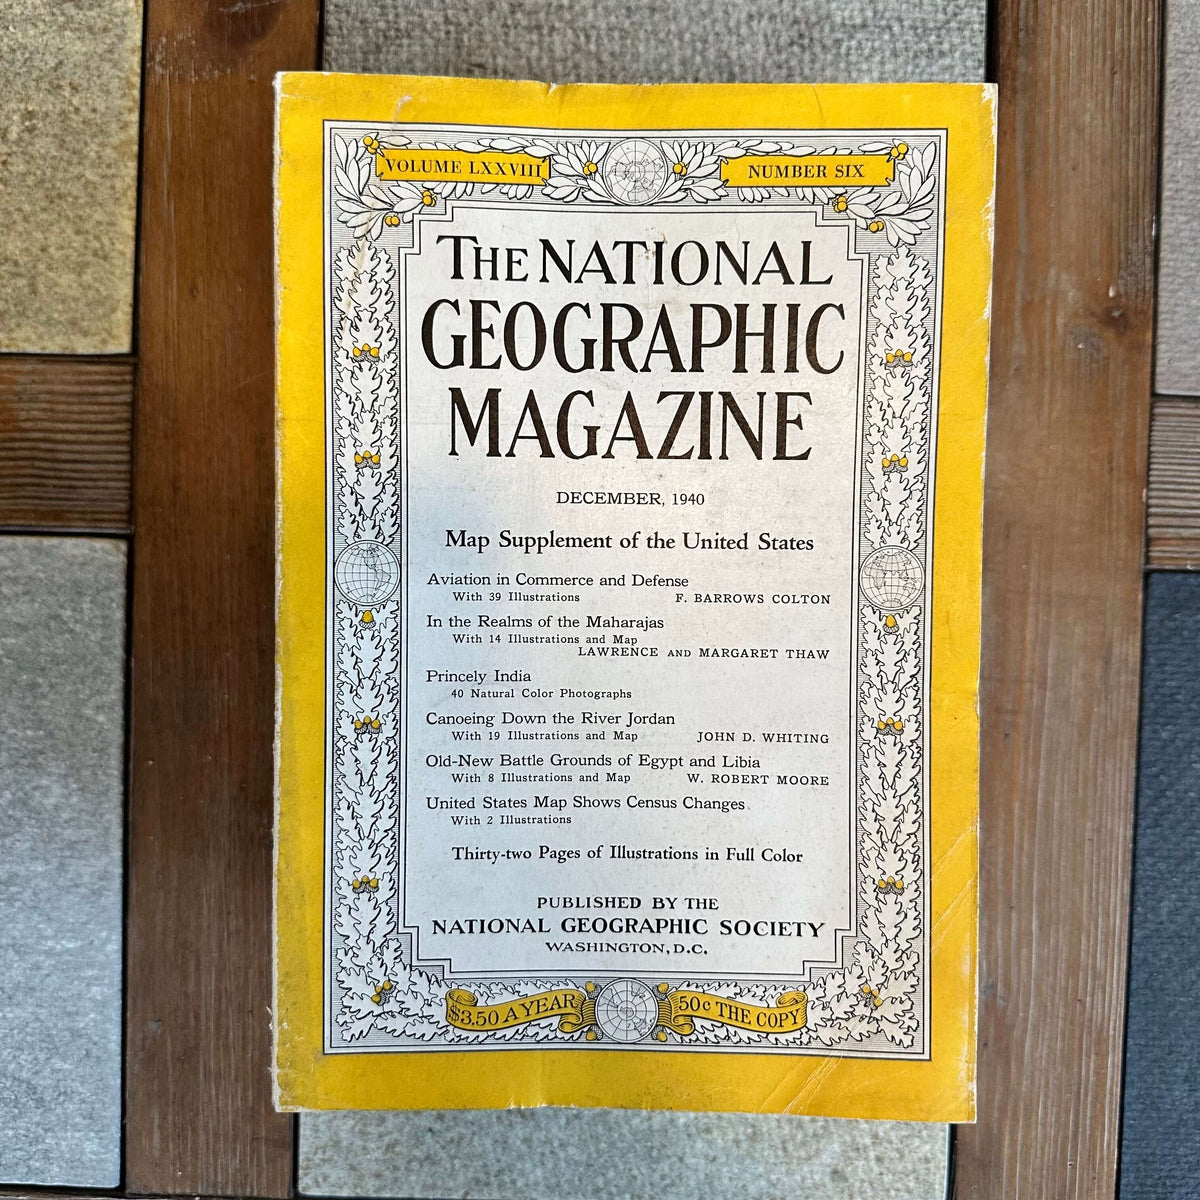 VOLUME LXXVIII
NUMBER SIX
THE NATIONAL
GEOGRAPHIC
MAGAZINE
DECEMBER, 1940
Map Supplement of the United States
Aviation in Commerce and Defense
With 39 Illustrations F. BARROWS COLTON
In the Realms of the Maharajas
With 14 Illustrations and Map
LAWRENCE AND MARGARET THAW
Princely India
40 Natural Color Photographs
Canoeing Down the River Jordan
With 19 Illustrations and Map JOHN D. WHITING
Old-New Battle Grounds of Egypt and Libia
With 8 Illustrations and Map W. ROBERT MOORE
United States Map Shows Census Changes
With 2 Illustrations
Thirty-two Pages of Illustrations in Full Color
PUBLISHED BY THE
NATIONAL GEOGRAPHIC SOCIETY
WASHINGTON, D.C.
$3.50 A YEAR
50c THE COPY